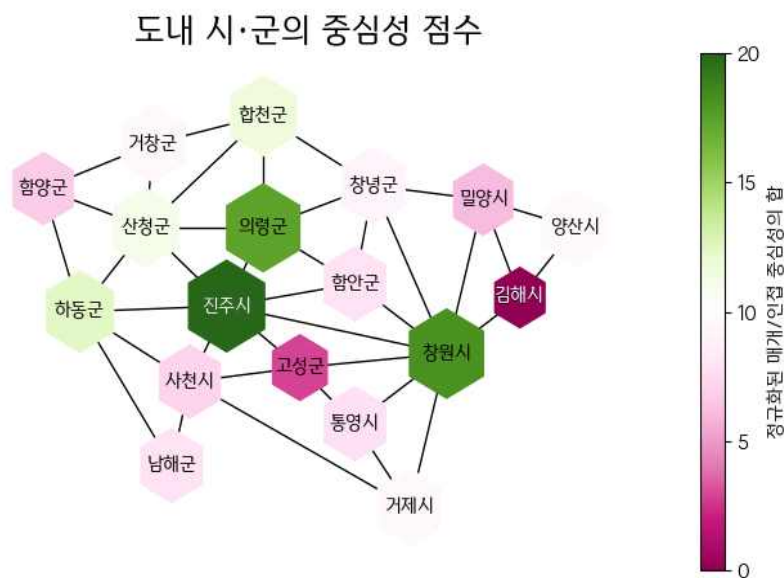 도내 시·군의 중심성 점수
합천군
거창군
함양군
창녕군
밀양시
산청군
의령군
양산시
함안군
김해시
하동군
진주시
창원시
고성군
사천시
통영시
남해군
거제시
20
15
10
5
0
정규화된 매개/인접 중심성의 합